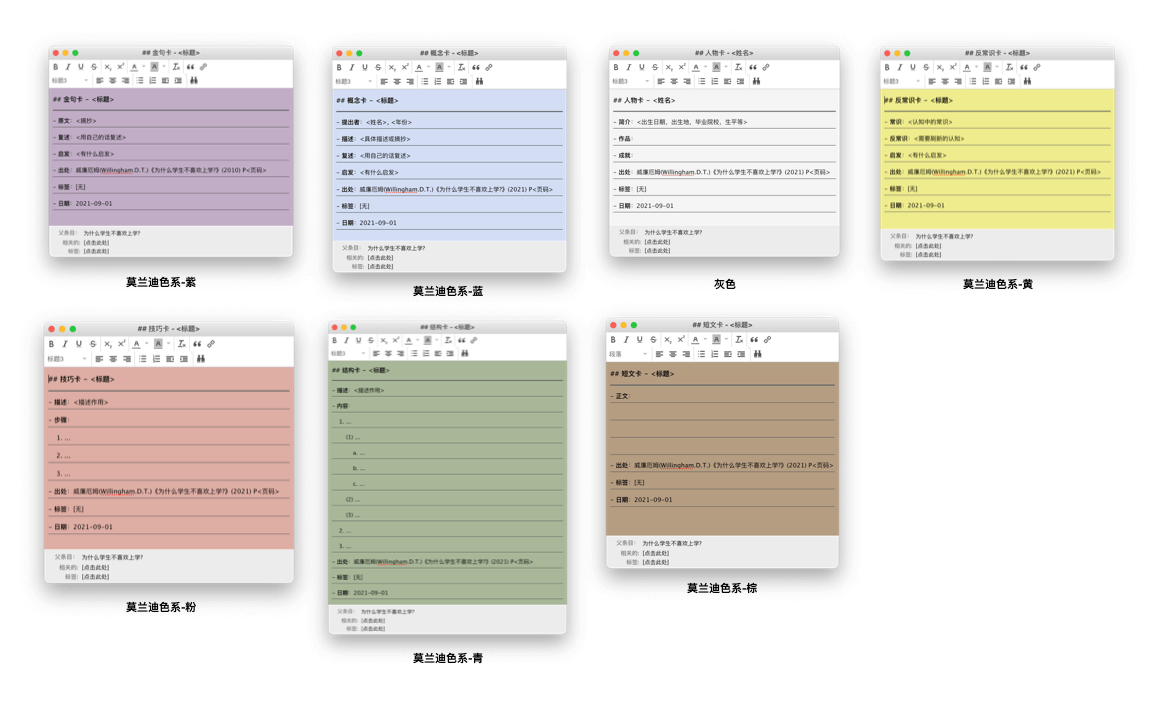 ## 金句卡 - <标题>
B I U S X, X² A A Ix
标题3
## 金句卡 - <标题>
- 原文: <摘抄>
- 复述: <用自己的话复述>
- 启发: <有什么启发>
- 出处: 威廉厄姆(Willingham.D.T.)《为什么学生不喜欢上学?》(2010) P<页码>
- 标签: [无]
- 日期: 2021-09-01
父条目: 为什么学生不喜欢上学?
相关的: [点击此处]
标签: [点击此处]
莫兰迪色系-紫
## 概念卡 - <标题>
B I U S X, X² A A Ix
标题3
## 概念卡 - <标题>
- 提出者: <姓名>, <年份>
- 描述: <具体描述或摘抄>
- 复述: <用自己的话复述>
- 启发: <有什么启发>
- 出处: 威廉厄姆(Willingham.D.T.)《为什么学生不喜欢上学?》(2021) P<页码>
- 标签: [无]
- 日期: 2021-09-01
父条目: 为什么学生不喜欢上学?
相关的: [点击此处]
标签: [点击此处]
莫兰迪色系-蓝
## 人物卡 - <姓名>
B I U S X, X² A A Ix
标题3
## 人物卡 - <姓名>
- 简介: <出生日期、出生地、毕业院校、生平等>
- 作品:
- 成就:
- 出处: 威廉厄姆(Willingham.D.T.)《为什么学生不喜欢上学?》(2021) P<页码>
- 标签: [无]
- 日期: 2021-09-01
父条目: 为什么学生不喜欢上学?
相关的: [点击此处]
标签: [点击此处]
灰色
## 反常识卡 - <标题>
B I U S X, X² A A Ix
标题3
## 反常识卡 - <标题>
- 常识: <认知中的常识>
- 反常识: <需要刷新的认知>
- 启发: <有什么启发>
- 出处: 威廉厄姆(Willingham.D.T.)《为什么学生不喜欢上学?》(2021) P<页码>
- 标签: [无]
- 日期: 2021-09-01
父条目: 为什么学生不喜欢上学?
相关的: [点击此处]
标签: [点击此处]
莫兰迪色系-黄
## 技巧卡 - <标题>
B I U S X, X² A A Ix
标题3
## 技巧卡 - <标题>
- 描述: <描述作用>
- 步骤:
1. ...
2. ...
3. ...
- 出处: 威廉厄姆(Willingham.D.T.)《为什么学生不喜欢上学?》(2021) P<页码>
- 标签: [无]
- 日期: 2021-09-01
父条目: 为什么学生不喜欢上学?
相关的: [点击此处]
标签: [点击此处]
莫兰迪色系-粉
## 结构卡 - <标题>
B I U S X, X² A A Ix
标题3
## 结构卡 - <标题>
- 描述: <描述作用>
- 内容:
1. ...
(1) ...
a. ...
b. ...
c. ...
(2) ...
(3) ...
2. ...
3. ...
- 出处: 威廉厄姆(Willingham.D.T.)《为什么学生不喜欢上学?》(2021) P<页码>
- 标签: [无]
- 日期: 2021-09-01
父条目: 为什么学生不喜欢上学?
相关的: [点击此处]
标签: [点击此处]
莫兰迪色系-青
## 短文卡 - <标题>
B I U S X, X² A A Ix
段落
## 短文卡 - <标题>
- 正文:
- 出处: 威廉厄姆(Willingham.D.T.)《为什么学生不喜欢上学?》(2021) P<页码>
- 标签: [无]
- 日期: 2021-09-01
父条目: 为什么学生不喜欢上学?
相关的: [点击此处]
标签: [点击此处]
莫兰迪色系-棕